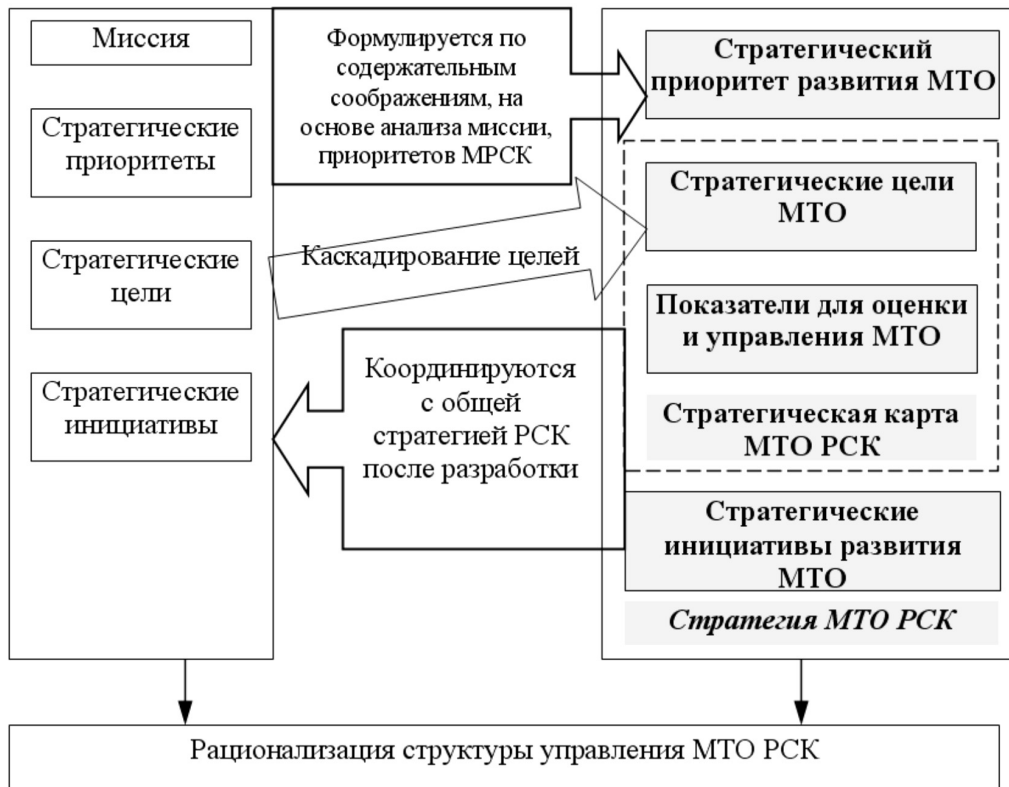 Миссия
Стратегические
приоритеты
Стратегические
цели
Стратегические
инициативы
Формулируется по
содержательным
соображениям, на
основе анализа миссии,
приоритетов МРСК
Каскадирование целей
Координируются
с общей
стратегией РСК
после разработки
Стратегический
приоритет развития МТО
Стратегические цели
МТО
Показатели для оценки
и управления МТО
Стратегическая карта
МТО РСК
Стратегические
инициативы развития
МТО
Стратегия МТО РСК
Рационализация структуры управления МТО РСК